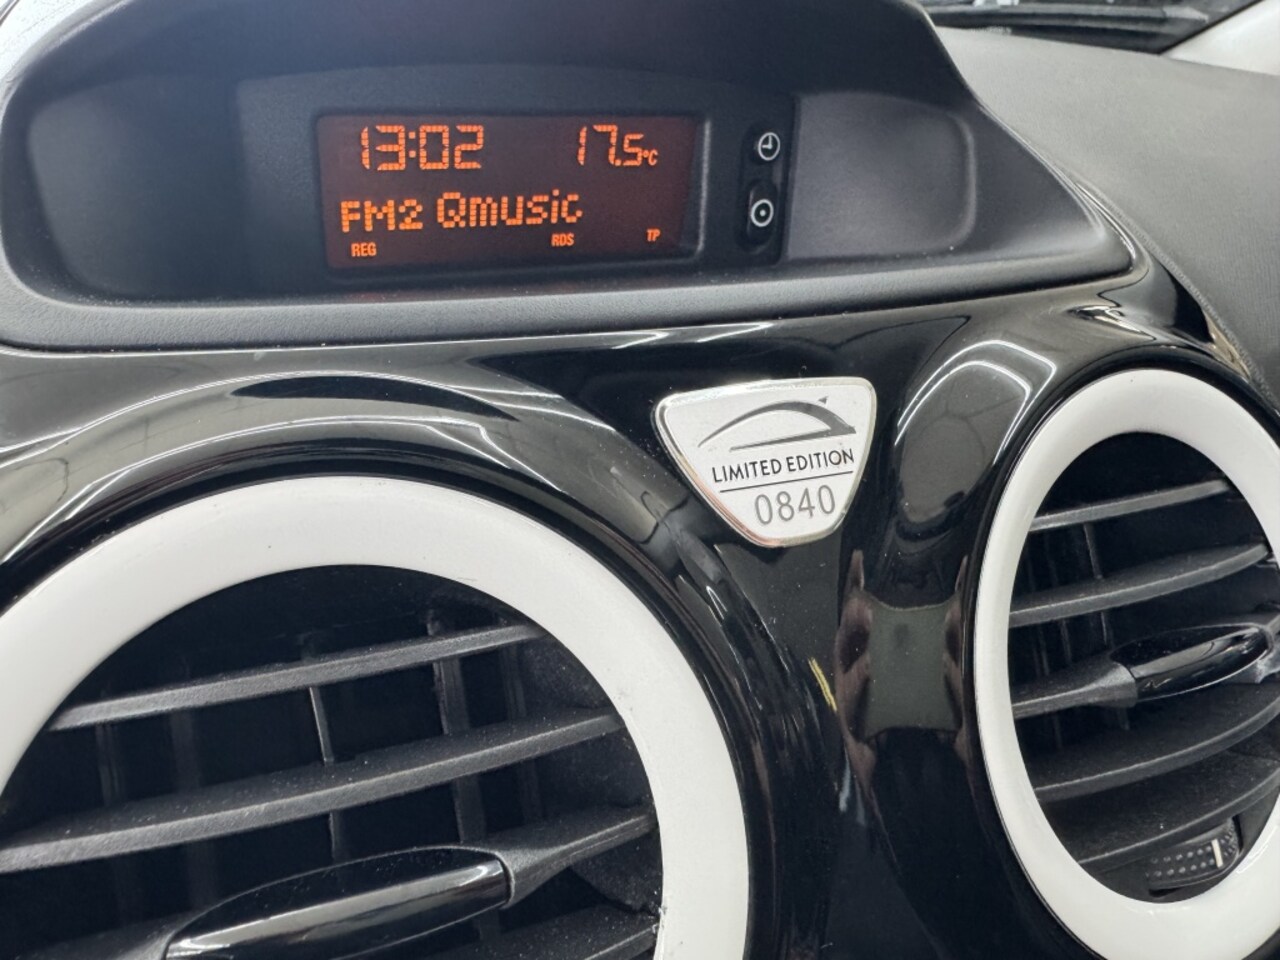 13:02 17.5°C
FM2 Qmusic
REG RDS TP
LIMITED EDITION
0840